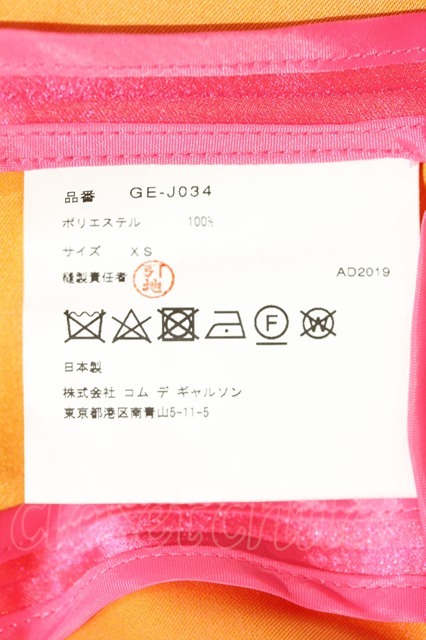 品番 GE-J034
ポリエステル 100%
サイズ XS
縫製責任者 引地 AD2019
F W
日本製
株式会社 コム デ ギャルソン
東京都港区南青山5-11-5